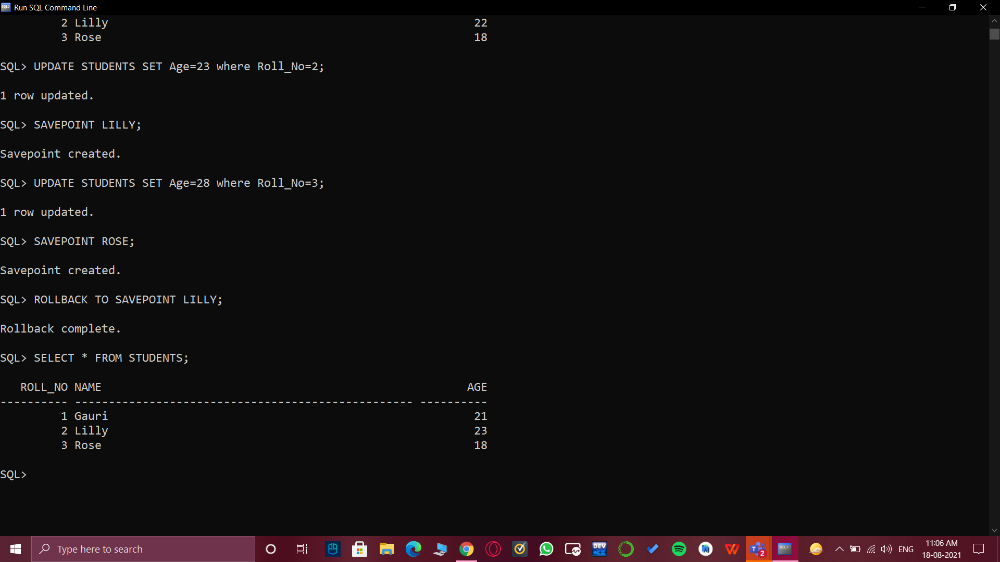 Run SQL Command Line
2 Lilly 22
3 Rose 18
SQL> UPDATE STUDENTS SET Age=23 where Roll_No=2;
1 row updated.
SQL> SAVEPOINT LILLY;
Savepoint created.
SQL> UPDATE STUDENTS SET Age=28 where Roll_No=3;
1 row updated.
SQL> SAVEPOINT ROSE;
Savepoint created.
SQL> ROLLBACK TO SAVEPOINT LILLY;
Rollback complete.
SQL> SELECT * FROM STUDENTS;
ROLL_NO NAME AGE
---------- -------------------------------------------------- ----------
1 Gauri 21
2 Lilly 23
3 Rose 18
SQL>
Type here to search
DEV
C++
2
SQL>
ENG
11:06 AM
18-08-2021